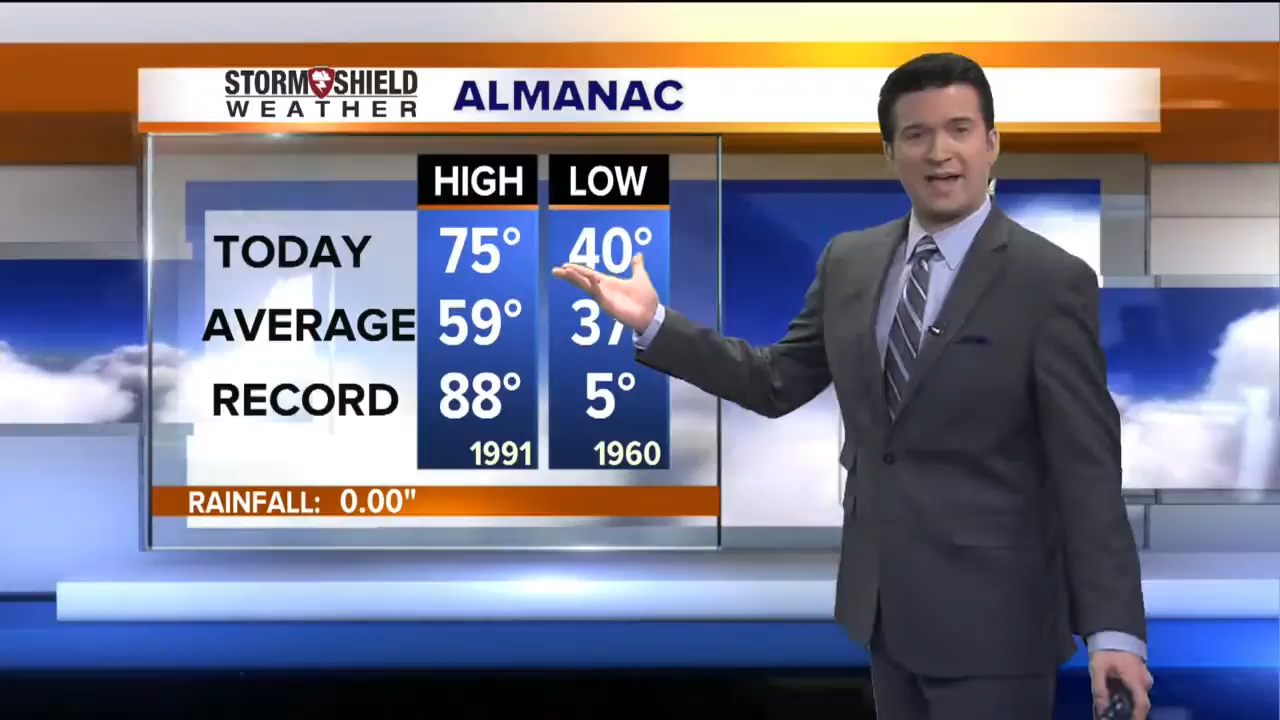 STORM SHIELD
WEATHER
ALMANAC
HIGH LOW
TODAY 75° 40°
AVERAGE 59° 37
RECORD 88° 5°
1991 1960
RAINFALL: 0.00"